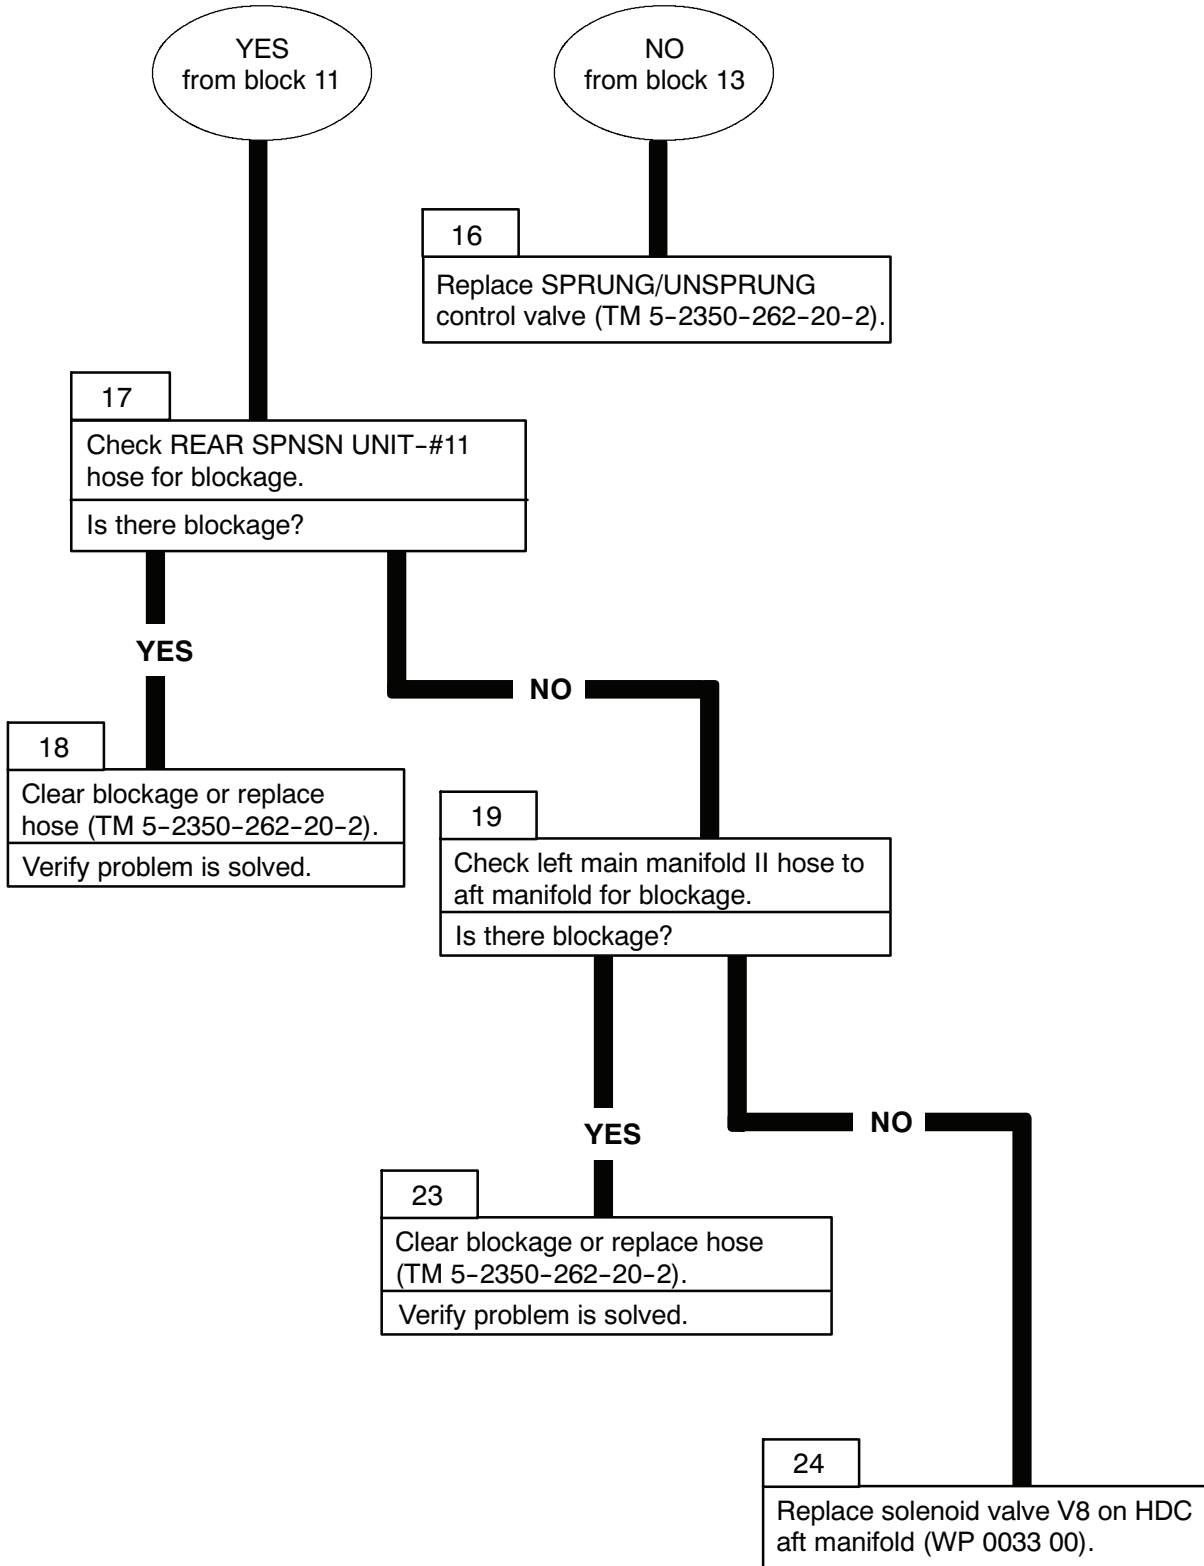 YES
from block 11
NO
from block 13
16
Replace SPRUNG/UNSPRUNG
control valve (TM 5-2350-262-20-2).
17
Check REAR SPNSN UNIT-#11
hose for blockage.
Is there blockage?
YES
NO
18
Clear blockage or replace
hose (TM 5-2350-262-20-2).
Verify problem is solved.
19
Check left main manifold II hose to
aft manifold for blockage.
Is there blockage?
YES
NO
23
Clear blockage or replace hose
(TM 5-2350-262-20-2).
Verify problem is solved.
24
Replace solenoid valve V8 on HDC
aft manifold (WP 0033 00).